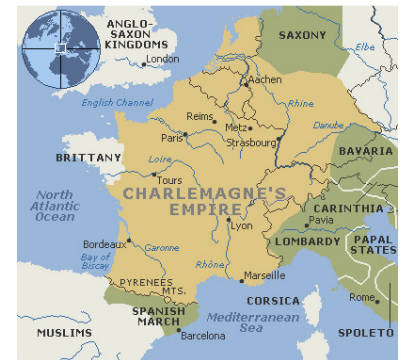 ANGLO-
SAXON
KINGDOMS
London
SAXONY
Elbe
Aachen
English Channel
Rhine
Reims
Metz
Paris
Strasbourg
Danube
BAVARIA
BRITTANY
Loire
Tours
CHARLEMAGNE'S
EMPIRE
North
Atlantic
Ocean
CARINTHIA
Pavia
Lyon
LOMBARDY
PAPAL
STATES
Bordeaux
Garonne
Bay of
Biscay
Rhône
Marseille
PYRENEES
MTS.
CORSICA
Rome
SPANISH
MARCH
Mediterranean
Sea
MUSLIMS
Barcelona
SPOLETO